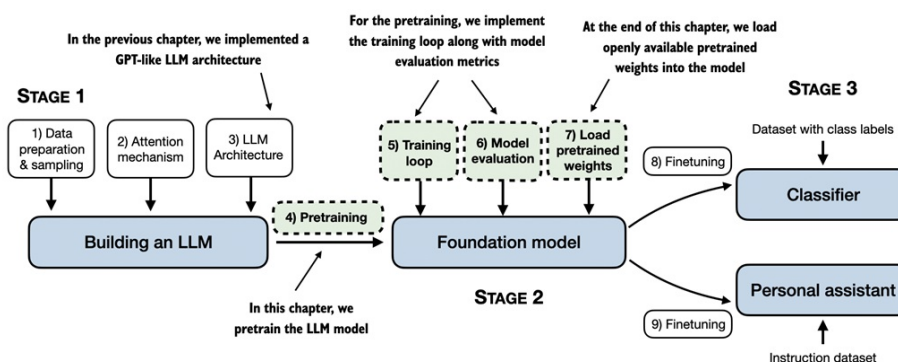 In the previous chapter, we implemented a
GPT-like LLM architecture
For the pretraining, we implement
the training loop along with model
evaluation metrics
At the end of this chapter, we load
openly available pretrained
weights into the model
STAGE 1
STAGE 3
1) Data
preparation
& sampling
2) Attention
mechanism
3) LLM
Architecture
5) Training
loop
6) Model
evaluation
7) Load
pretrained
weights
Dataset with class labels
8) Finetuning
Classifier
4) Pretraining
Building an LLM
Foundation model
In this chapter, we
pretrain the LLM model
STAGE 2
Personal assistant
9) Finetuning
Instruction dataset